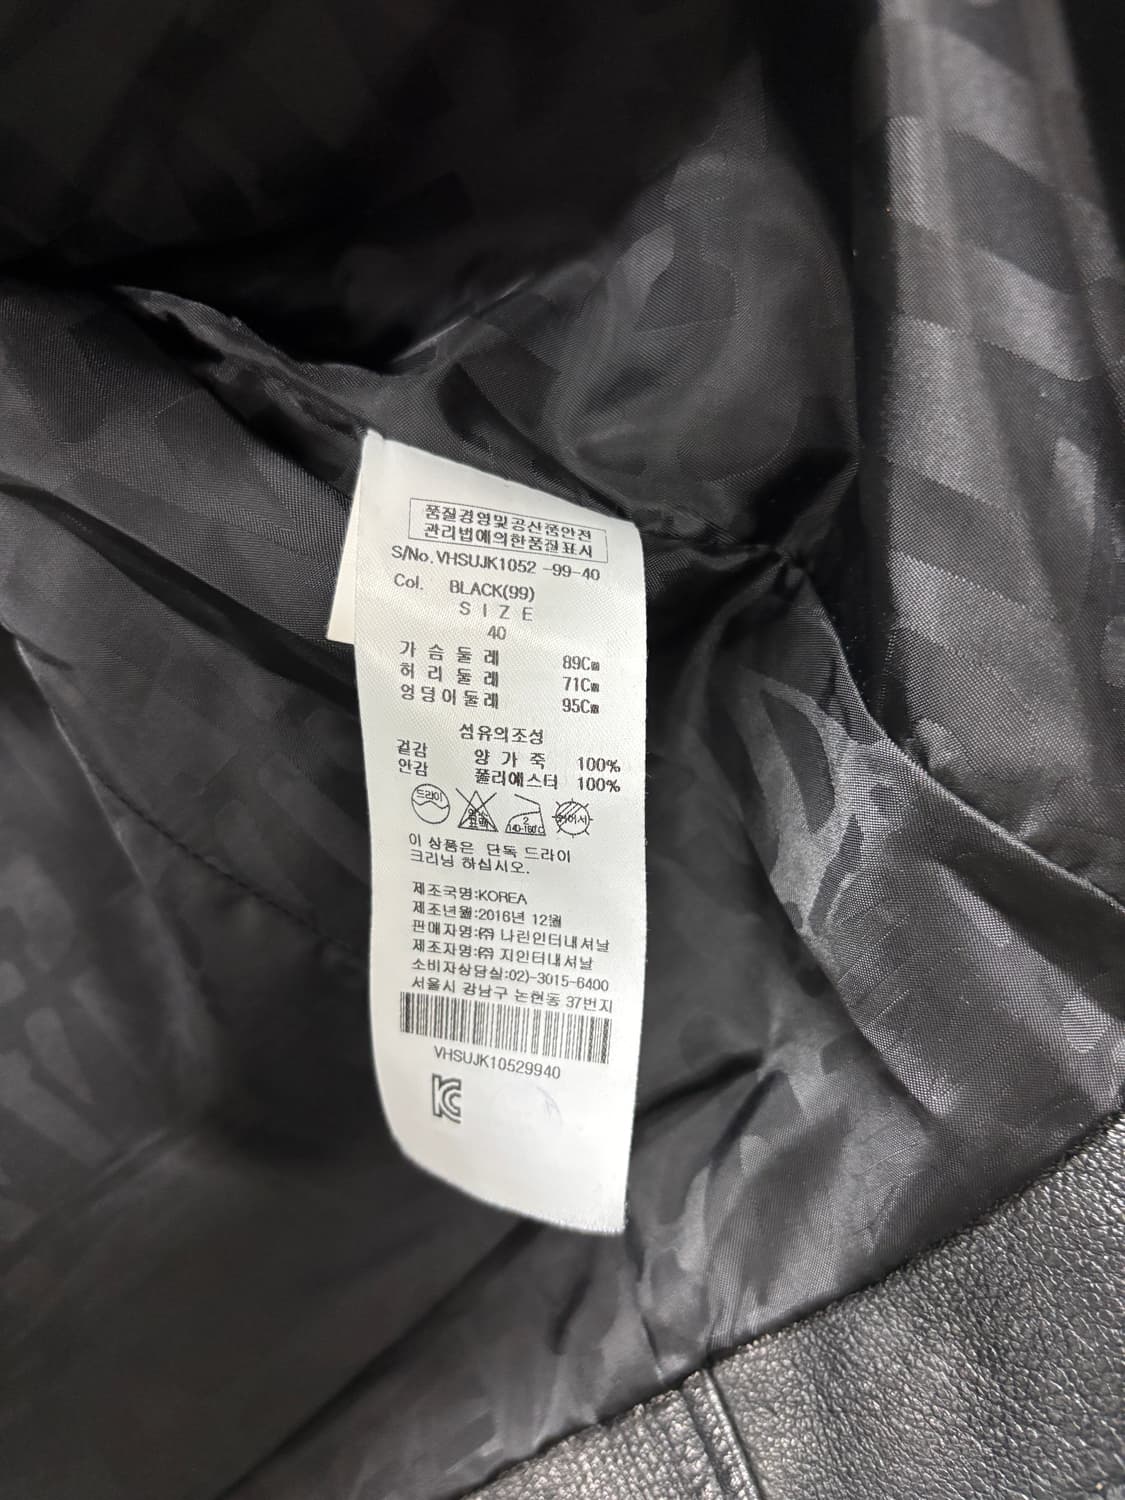 품질경영및공산품안전
관리법에의한품질표시
S/No. VHSUJK1052 -99-40
Col. BLACK(99)
SIZE
40
가슴둘레 89Cm
허리둘레 71Cm
엉덩이둘레 95Cm
섬유의조성
겉감 양가죽 100%
안감 폴리에스터 100%
드라이
이 상품은 단독 드라이
크리닝 하십시오.
제조국명:KOREA
제조년월:2016년 12월
판매자명:㈜ 나린인터내셔날
제조자명:㈜ 지인터내셔날
소비자상담실:02)-3015-6400
서울시 강남구 논현동 37번지
VHSUJK10529940
KC